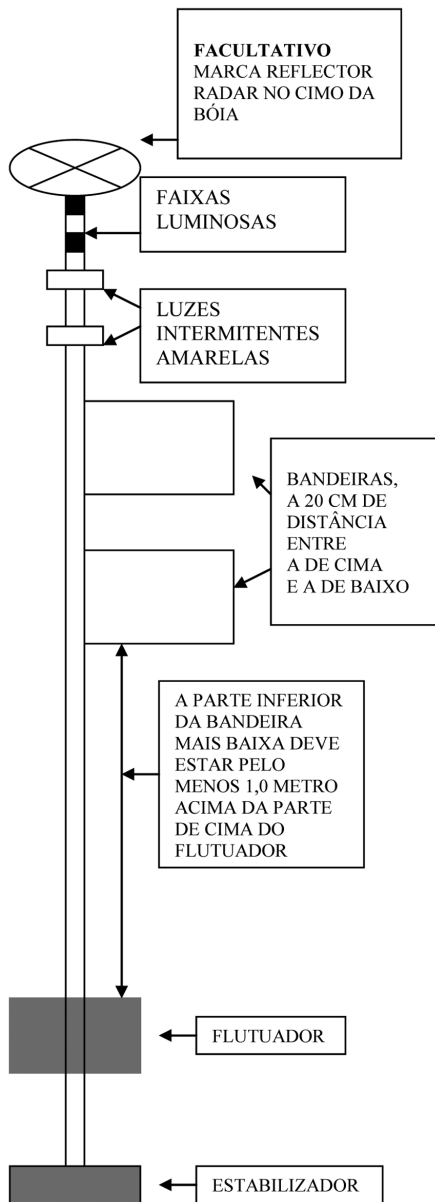 FACULTATIVO
MARCA REFLECTOR
RADAR NO CIMO DA
BÓIA
FAIXAS
LUMINOSAS
LUZES
INTERMITENTES
AMARELAS
BANDEIRAS,
A 20 CM DE
DISTÂNCIA
ENTRE
A DE CIMA
E A DE BAIXO
A PARTE INFERIOR
DA BANDEIRA
MAIS BAIXA DEVE
ESTAR PELO
MENOS 1,0 METRO
ACIMA DA PARTE
DE CIMA DO
FLUTUADOR
FLUTUADOR
ESTABILIZADOR